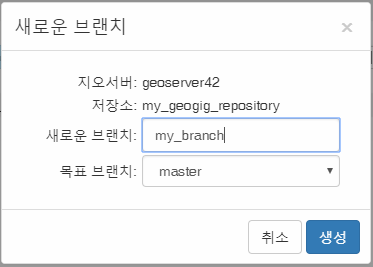 새로운 브랜치 ×
지오서버: geoserver42
저장소: my_geogig_repository
새로운 브랜치: my_branch
목표 브랜치: master
취소 생성